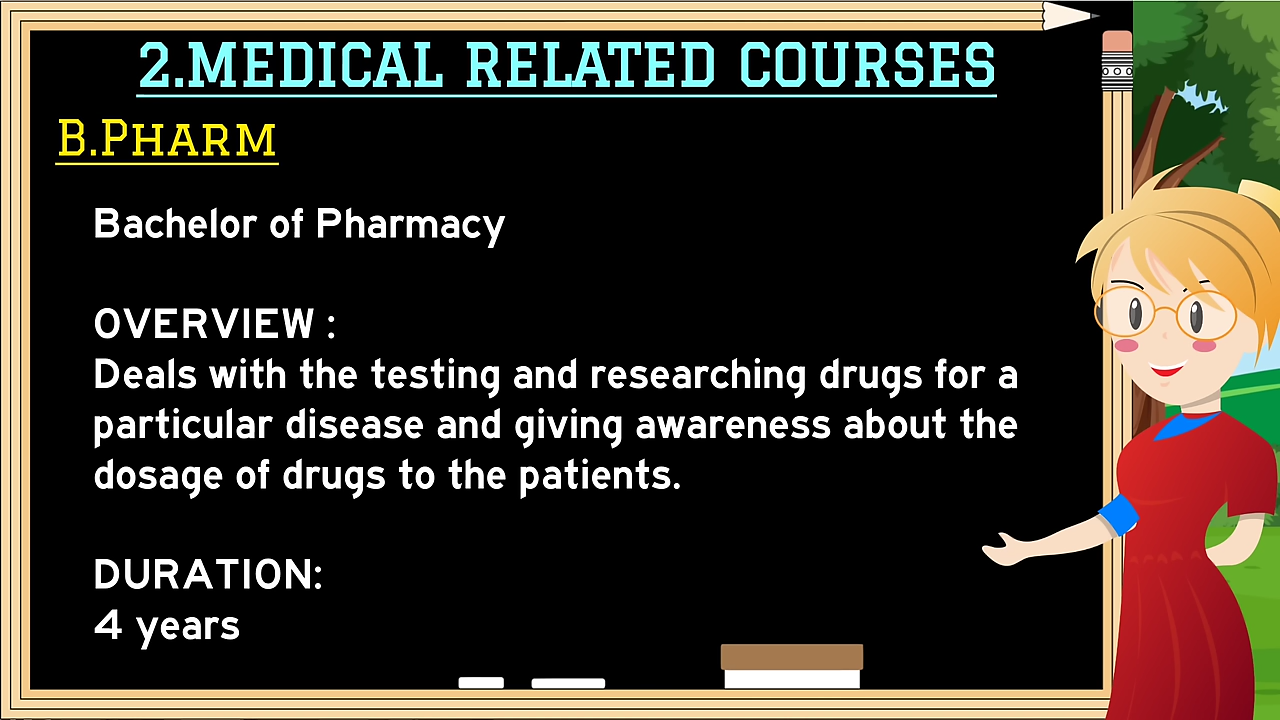 2.MEDICAL RELATED COURSES
B.PHARM
Bachelor of Pharmacy
OVERVIEW :
Deals with the testing and researching drugs for a
particular disease and giving awareness about the
dosage of drugs to the patients.
DURATION:
4 years